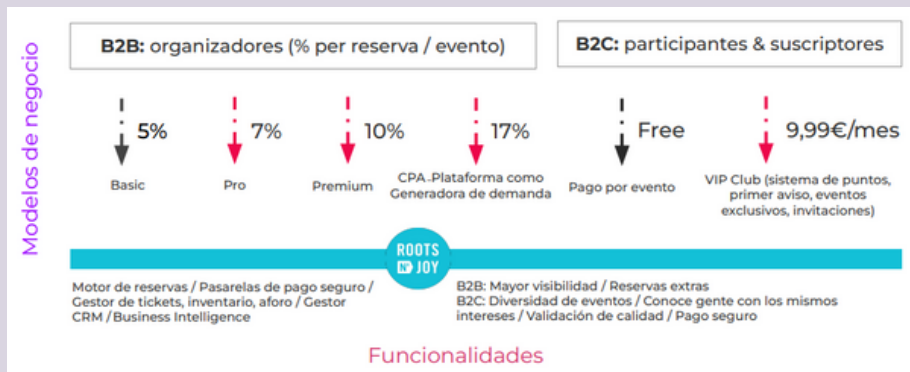 Modelos de negocio
B2B: organizadores (% per reserva / evento)
B2C: participantes & suscriptores
5%
7%
10%
17%
Free
9,99€/mes
Basic
Pro
Premium
CPA-Plataforma como
Generadora de demanda
Pago por evento
VIP Club (sistema de puntos,
primer aviso, eventos
exclusivos, invitaciones)
ROOTS
N' JOY
Motor de reservas / Pasarelas de pago seguro /
Gestor de tickets, inventario, aforo / Gestor
CRM / Business Intelligence
B2B: Mayor visibilidad / Reservas extras
B2C: Diversidad de eventos / Conoce gente con los mismos
intereses / Validación de calidad / Pago seguro
Funcionalidades